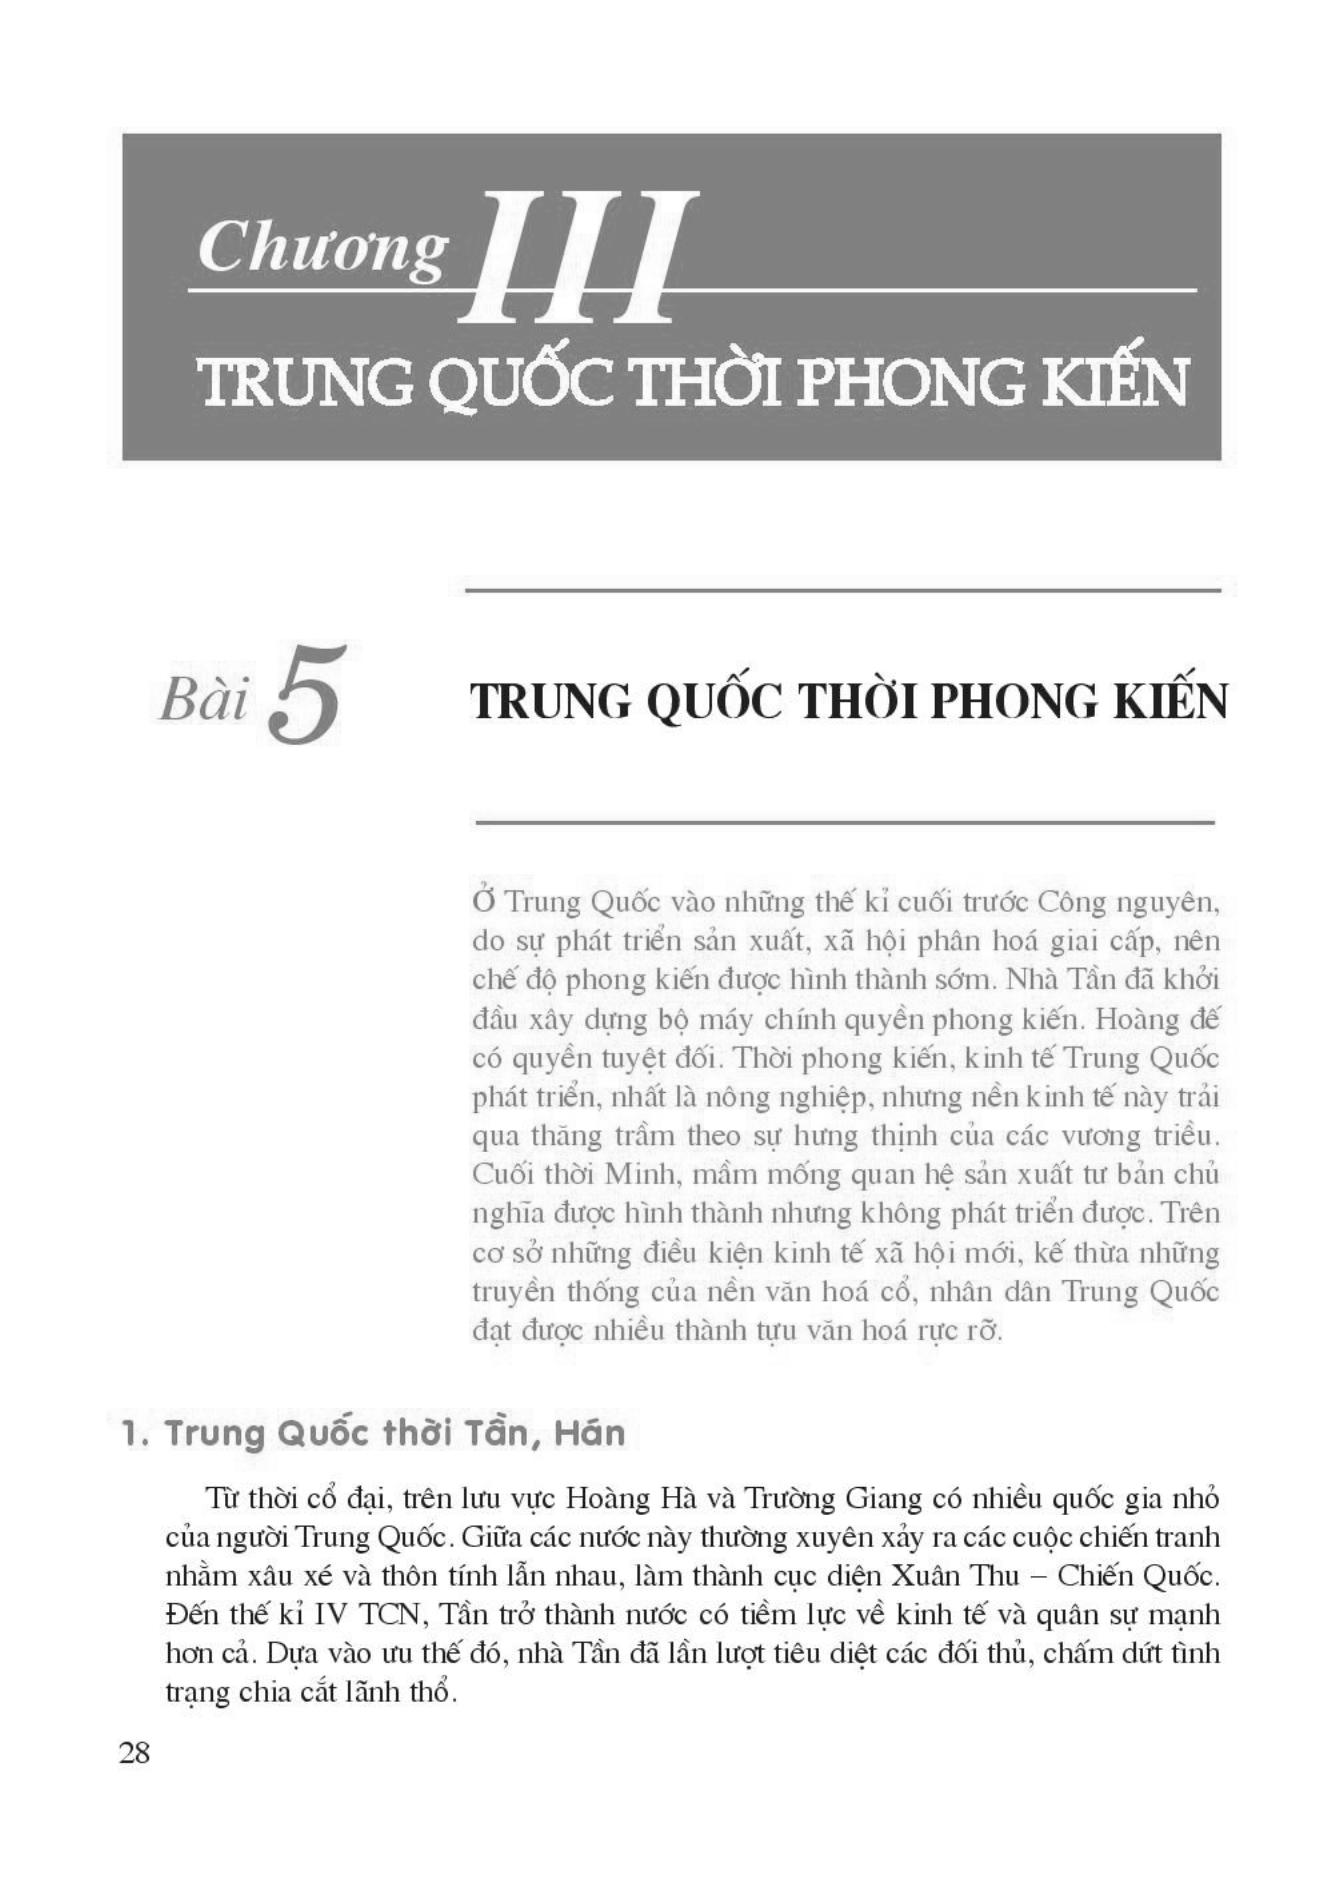 Chương III
TRUNG QUỐC THỜI PHONG KIẾN
Bài 5
TRUNG QUỐC THỜI PHONG KIẾN
Ở Trung Quốc vào những thế kỉ cuối trước Công nguyên,
do sự phát triển sản xuất, xã hội phân hoá giai cấp, nên
chế độ phong kiến được hình thành sớm. Nhà Tần đã khởi
đầu xây dựng bộ máy chính quyền phong kiến. Hoàng đế
có quyền tuyệt đối. Thời phong kiến, kinh tế Trung Quốc
phát triển, nhất là nông nghiệp, nhưng nền kinh tế này trải
qua thăng trầm theo sự hưng thịnh của các vương triều.
Cuối thời Minh, mầm mống quan hệ sản xuất tư bản chủ
nghĩa được hình thành nhưng không phát triển được. Trên
cơ sở những điều kiện kinh tế xã hội mới, kế thừa những
truyền thống của nền văn hoá cổ, nhân dân Trung Quốc
đạt được nhiều thành tựu văn hoá rực rỡ.
1. Trung Quốc thời Tần, Hán
Từ thời cổ đại, trên lưu vực Hoàng Hà và Trường Giang có nhiều quốc gia nhỏ
của người Trung Quốc. Giữa các nước này thường xuyên xảy ra các cuộc chiến tranh
nhằm xâu xé và thôn tính lẫn nhau, làm thành cục diện Xuân Thu – Chiến Quốc.
Đến thế kỉ IV TCN, Tần trở thành nước có tiềm lực về kinh tế và quân sự mạnh
hơn cả. Dựa vào ưu thế đó, nhà Tần đã lần lượt tiêu diệt các đối thủ, chấm dứt tình
trạng chia cắt lãnh thổ.
28